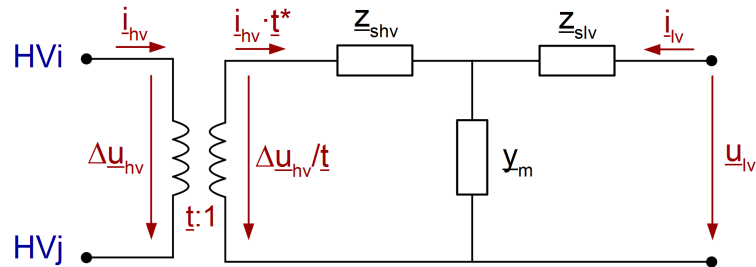 i_hv
i_hv · t*
z_shv
z_slv
i_lv
HVi
Δu_hv
t:1
Δu_hv/t
y_m
u_lv
HVj